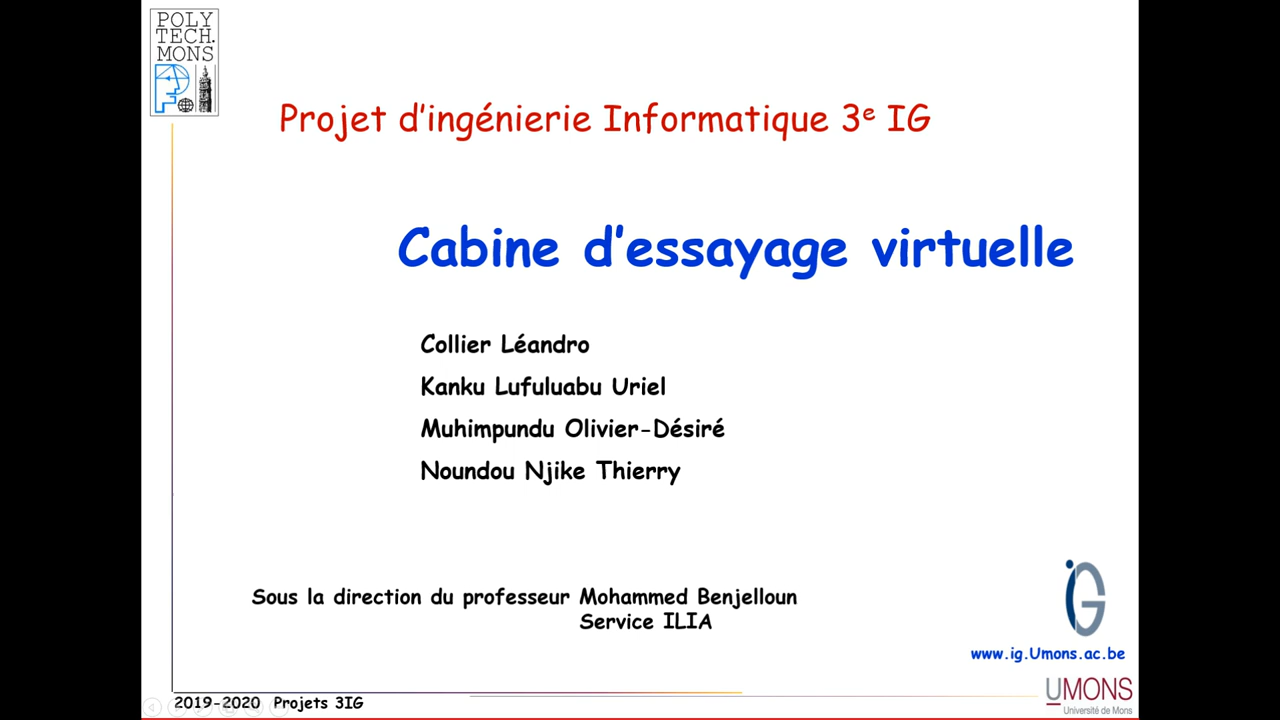 POLY
TECH.
MONS
Projet d'ingénierie Informatique 3e IG
Cabine d'essayage virtuelle
Collier Léandro
Kanku Lufuluabu Uriel
Muhimpundu Olivier-Désiré
Noundou Njike Thierry
Sous la direction du professeur Mohammed Benjelloun
Service ILIA
iG
www.ig.Umons.ac.be
2019-2020 Projets 3IG
UMONS
Université de Mons